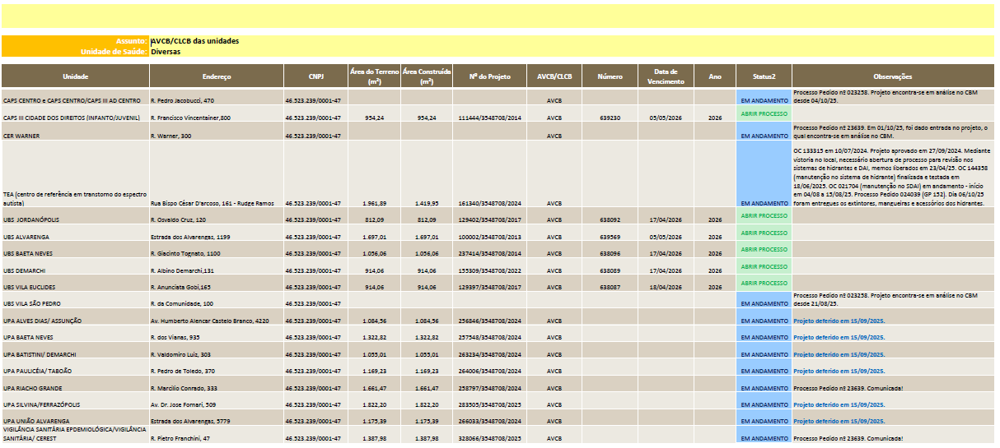 Assunto: AVCB/CLCB das unidades
Unidade de Saúde: Diversas
Unidade Endereço CNPJ Área do Terreno (m²) Área Construída (m²) Nº do Projeto AVCB/CLCB Número Data de Vencimento Ano Status2 Observações
CAPS CENTRO e CAPS CENTRO/CAPS III AD CENTRO R. Pedro Jacobucci, 470 46.523.239/0001-47 AVCB EM ANDAMENTO Processo Pedido nº 023258. Projeto encontra-se em análise no CBM desde 04/10/25.
CAPS III CIDADE DOS DIREITOS (INFANTO/JUVENIL) R. Francisco Vincentainer,800 46.523.239/0001-47 954,24 954,24 111444/3548708/2014 AVCB 639230 05/05/2026 2026 ABRIR PROCESSO
CER WARNER R. Warner, 300 46.523.239/0001-47 AVCB EM ANDAMENTO Processo Pedido nº 23639. Em 01/10/25, foi dado entrada no projeto, o qual encontra-se em análise no CBM.
TEA (centro de referência em transtorno do espectro autista) Rua Bispo César D'arcoso, 161 - Rudge Ramos 46.523.239/0001-47 1.961,89 1.419,95 161340/3548708/2024 AVCB EM ANDAMENTO OC 133315 em 10/07/2024. Projeto aprovado em 27/09/2024. Mediante vistoria no local, necessário abertura de processo para revisão nos sistemas de hidrantes e DAI, memos liberados em 23/04/25. OC 144358 (manutenção no sistema de hidrante) finalizada e testada em 18/06/2025. OC 021704 (manutenção no SDAI) em andamento - início em 04/08 a 15/08/25. Processo Pedido 024039 (GP 152). Dia 06/10/25 foram entregues os extintores, mangueiras e acessórios dos hidrantes.
UBS JORDANÓPOLIS R. Osvaldo Cruz, 120 46.523.239/0001-47 812,09 812,09 129402/3548708/2017 AVCB 638092 17/04/2026 2026 ABRIR PROCESSO
UBS ALVARENGA Estrada dos Alvarengas, 1199 46.523.239/0001-47 1.697,01 1.697,01 100002/3548708/2013 AVCB 639569 05/05/2026 2026 ABRIR PROCESSO
UBS BAETA NEVES R. Giacinto Tognato, 1100 46.523.239/0001-47 1.056,06 1.056,06 237414/3548708/2014 AVCB 638096 17/04/2026 2026 ABRIR PROCESSO
UBS DEMARCHI R. Albino Demarchi,131 46.523.239/0001-47 914,06 914,06 155309/3548708/2022 AVCB 638089 17/04/2026 2026 ABRIR PROCESSO
UBS VILA EUCLIDES R. Anunciata Gobi,165 46.523.239/0001-47 914,06 914,06 129397/3548708/2017 AVCB 638087 18/04/2026 2026 ABRIR PROCESSO
UBS VILA SÃO PEDRO R. da Comunidade, 100 46.523.239/0001-47 AVCB EM ANDAMENTO Processo Pedido nº 023258. Projeto encontra-se em análise no CBM desde 21/08/25.
UPA ALVES DIAS/ ASSUNÇÃO Av. Humberto Alencar Castelo Branco, 4220 46.523.239/0001-47 1.084,56 1.084,56 256846/3548708/2024 AVCB EM ANDAMENTO Projeto deferido em 15/09/2025.
UPA BAETA NEVES R. dos Vianas, 935 46.523.239/0001-47 1.322,82 1.322,82 257548/3548708/2024 AVCB EM ANDAMENTO Projeto deferido em 15/09/2025.
UPA BATISTINI/ DEMARCHI R. Valdomiro Luiz, 303 46.523.239/0001-47 1.055,01 1.055,01 263234/3548708/2024 AVCB EM ANDAMENTO Projeto deferido em 15/09/2025.
UPA PAULICÉIA/ TABOÃO R. Pedro de Toledo, 370 46.523.239/0001-47 1.169,23 1.169,23 264006/3548708/2024 AVCB EM ANDAMENTO Projeto deferido em 15/09/2025.
UPA RIACHO GRANDE R. Marcilio Conrado, 333 46.523.239/0001-47 1.661,47 1.661,47 258797/3548708/2024 AVCB EM ANDAMENTO Processo Pedido nº 23639. Comunicada!
UPA SILVINA/FERRAZÓPOLIS Av. Dr. Jose Fornari, 509 46.523.239/0001-47 1.822,20 1.822,20 283505/3548708/2025 AVCB EM ANDAMENTO Projeto deferido em 15/09/2025.
UPA UNIÃO ALVARENGA Estrada dos Alvarengas, 5779 46.523.239/0001-47 1.175,39 1.175,39 266033/3548708/2024 AVCB EM ANDAMENTO Projeto deferido em 15/09/2025.
VIGILÂNCIA SANITÁRIA EPDEMIOLÓGICA/VIGILÂNCIA SANITÁRIA/ CEREST R. Pietro Franchini, 47 46.523.239/0001-47 1.387,98 1.387,98 328066/3548708/2025 AVCB EM ANDAMENTO Processo Pedido nº 23639. Comunicada!